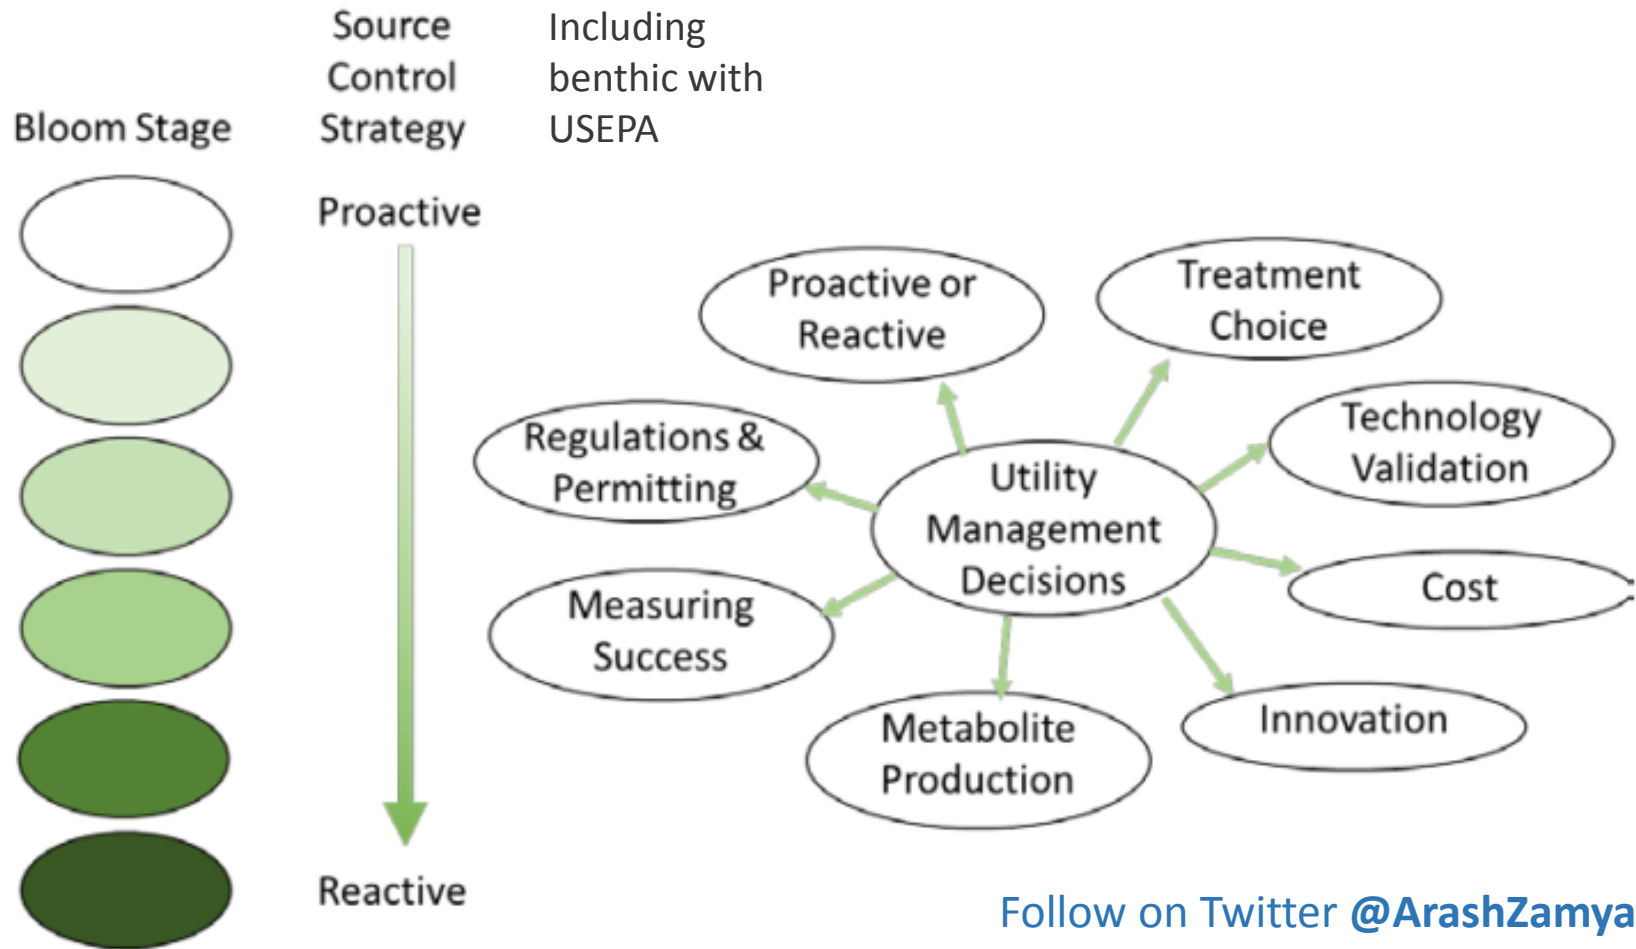 Source
Control
Strategy
Including
benthic with
USEPA
Bloom Stage
Proactive
Reactive
Proactive or
Reactive
Treatment
Choice
Regulations &
Permitting
Technology
Validation
Utility
Management
Decisions
Cost
Measuring
Success
Metabolite
Production
Innovation
Follow on Twitter @ArashZamya